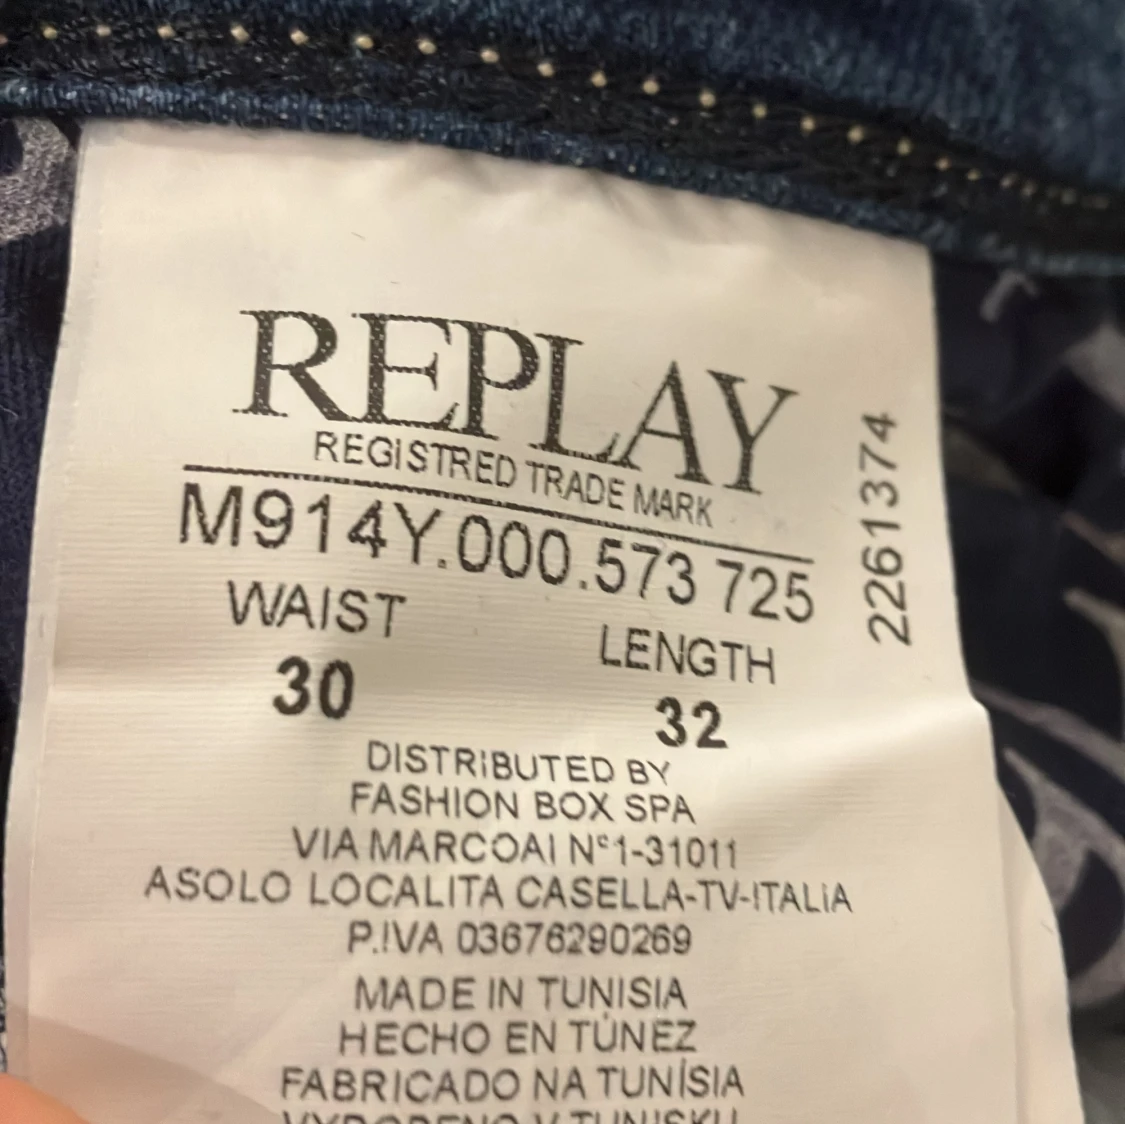 REPLAY
REGISTRED TRADE MARK
M914Y.000.573 725
2261374
WAIST LENGTH
30 32
DISTRIBUTED BY
FASHION BOX SPA
VIA MARCOAI N°1-31011
ASOLO LOCALITA CASELLA-TV-ITALIA
P.IVA 03676290269
MADE IN TUNISIA
HECHO EN TÚNEZ
FABRICADO NA TUNÍSIA
V TUNISKU